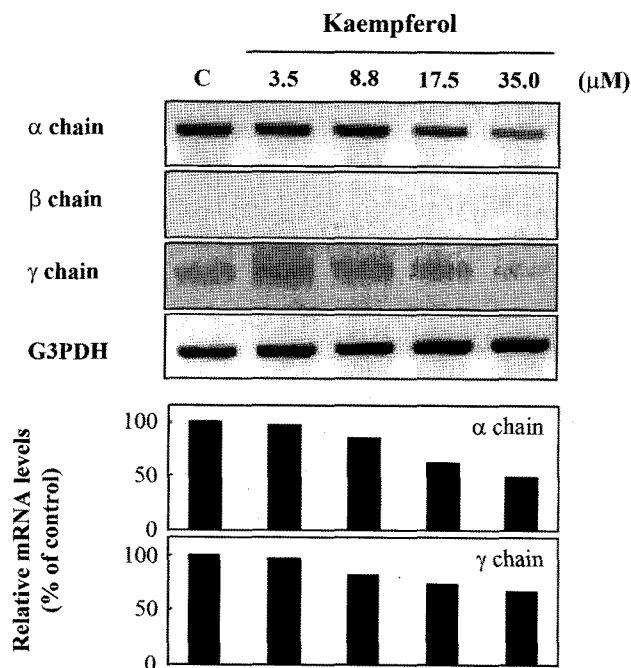 Kaempferol
C 3.5 8.8 17.5 35.0 (μM)
α chain
β chain
γ chain
G3PDH
Relative mRNA levels
(% of control)
100
50
0
α chain
100
50
0
γ chain